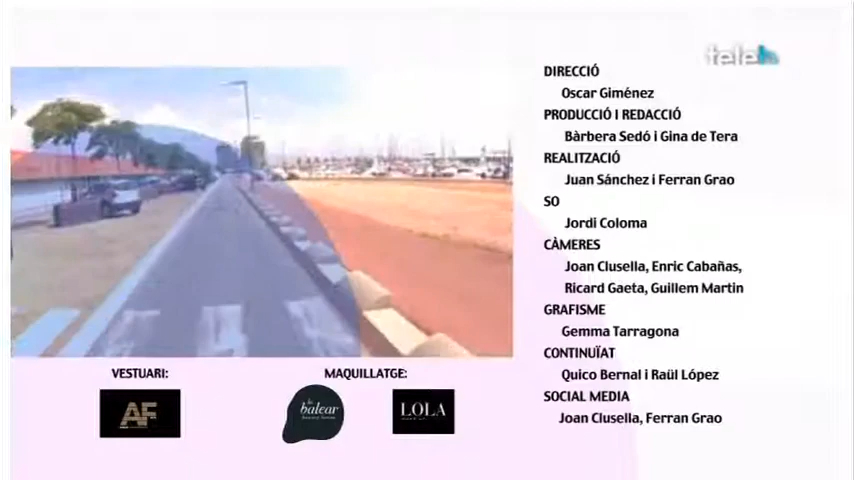 teleb
DIRECCIÓ
Oscar Giménez
PRODUCCIÓ I REDACCIÓ
Bàrbera Sedó i Gina de Tera
REALITZACIÓ
Juan Sánchez i Ferran Grao
SO
Jordi Coloma
CÀMERES
Joan Clusella, Enric Cabañas,
Ricard Gaeta, Guillem Martin
GRAFISME
Gemma Tarragona
CONTINUÏTAT
Quico Bernal i Raül López
SOCIAL MEDIA
Joan Clusella, Ferran Grao
VESTUARI:
MAQUILLATGE:
AF
balear
LOLA